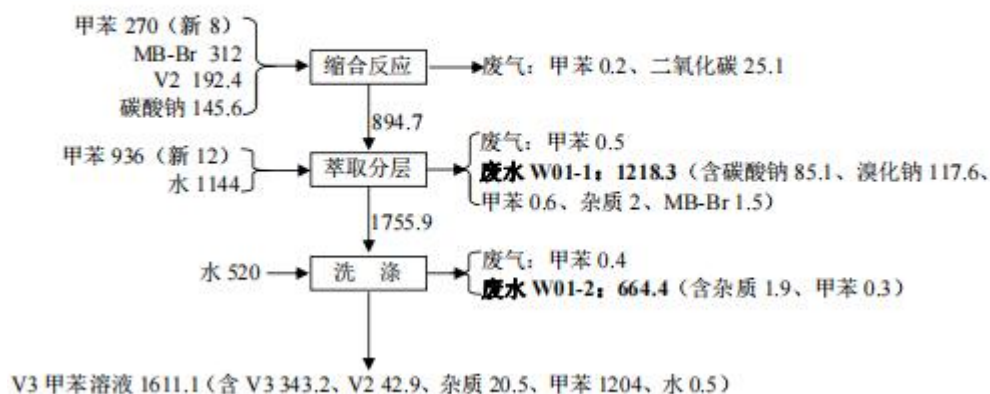 甲苯 270（新 8）
MB-Br 312
V2 192.4
碳酸钠 145.6
缩合反应
废气：甲苯 0.2、二氧化碳 25.1
894.7
甲苯 936（新 12）
水 1144
萃取分层
废气：甲苯 0.5
废水 W01-1：1218.3（含碳酸钠 85.1、溴化钠 117.6、
甲苯 0.6、杂质 2、MB-Br 1.5）
1755.9
水 520
洗 涤
废气：甲苯 0.4
废水 W01-2：664.4（含杂质 1.9、甲苯 0.3）
V3 甲苯溶液 1611.1（含 V3 343.2、V2 42.9、杂质 20.5、甲苯 1204、水 0.5）